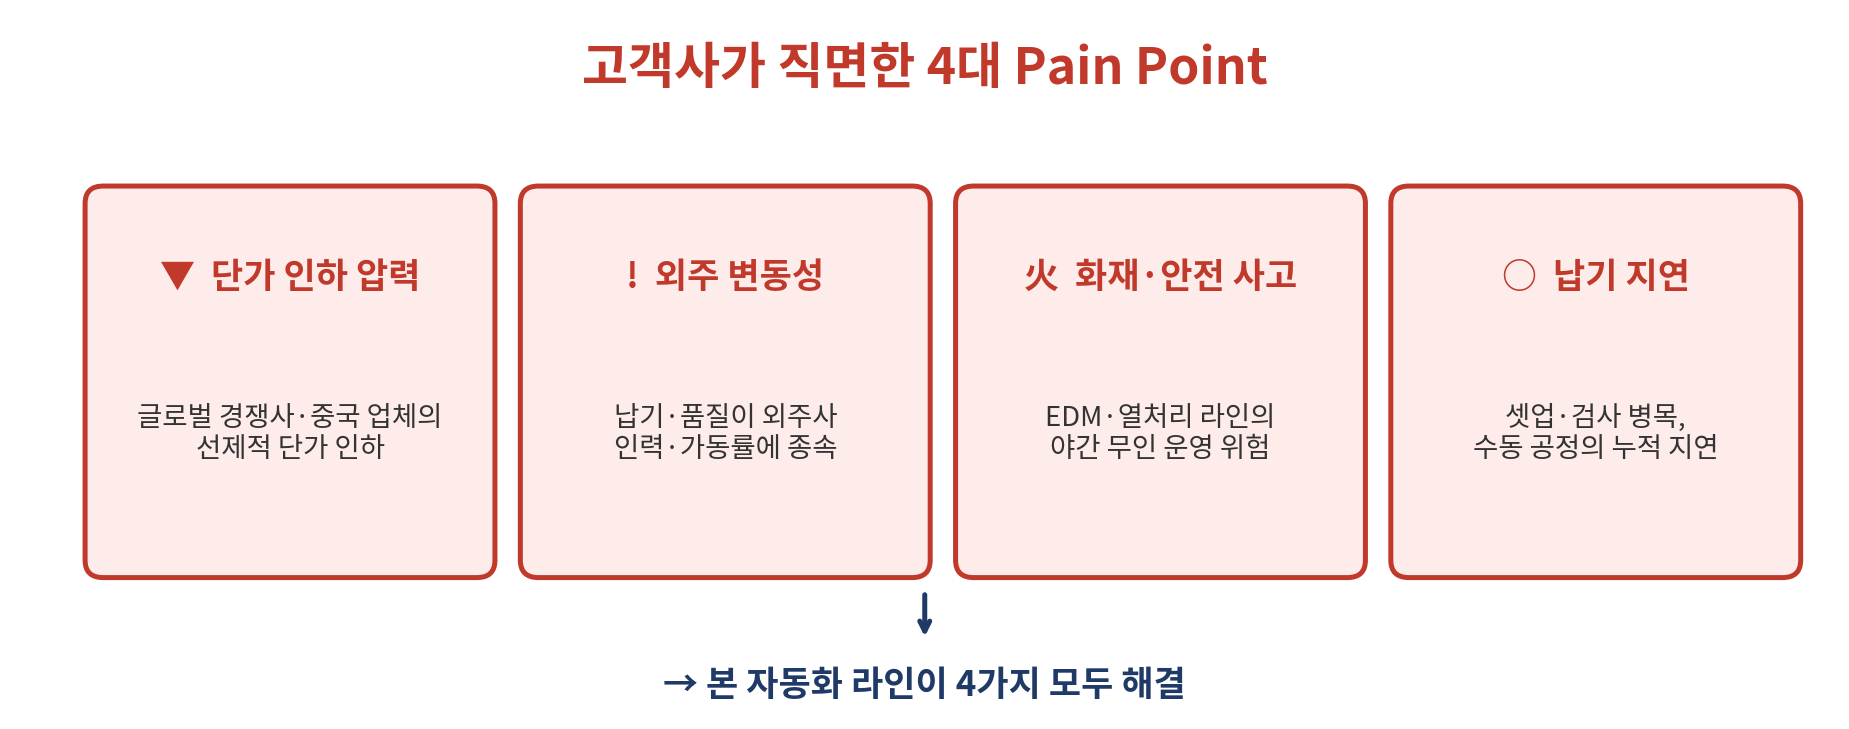 고객사가 직면한 4대 Pain Point
▼ 단가 인하 압력
글로벌 경쟁사·중국 업체의
선제적 단가 인하
! 외주 변동성
납기·품질이 외주사
인력·가동률에 종속
火 화재·안전 사고
EDM·열처리 라인의
야간 무인 운영 위험
○ 납기 지연
셋업·검사 병목,
수동 공정의 누적 지연
→ 본 자동화 라인이 4가지 모두 해결